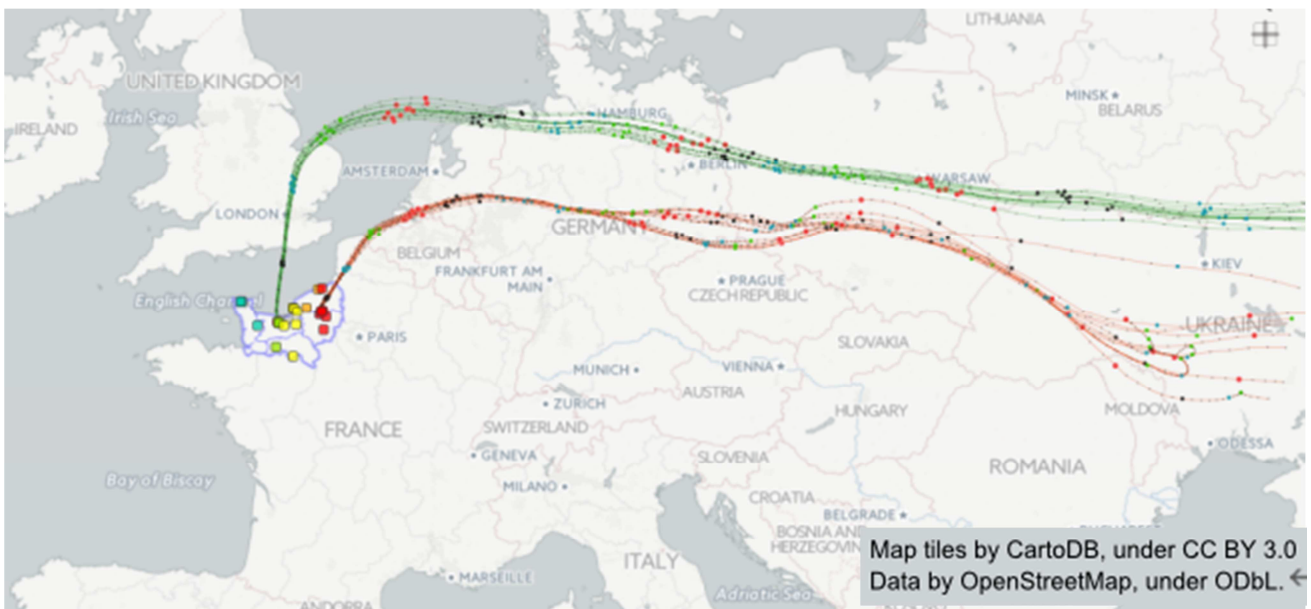 LITHUANIA
UNITED KINGDOM
MINSK
BELARUS
HAMBURG
Irish Sea
IRELAND
BERLIN
AMSTERDAM
WARSAW
LONDON
GERMANY
BELGIUM
KIEV
FRANKFURT AM
MAIN
PRAGUE
CZECH REPUBLIC
English Channel
UKRAINE
PARIS
SLOVAKIA
MUNICH
VIENNA
AUSTRIA
ZURICH
HUNGARY
MOLDOVA
FRANCE
SWITZERLAND
ODESSA
GENEVA
SLOVENIA
ROMANIA
Bay of Biscay
MILANO
CROATIA
BELGRADE
BOSNIA AND
HERZEGOVINA
Map tiles by CartoDB, under CC BY 3.0
ITALY
MARSEILLE
Data by OpenStreetMap, under ODbL.
Adriatic Sea
ANDORRA